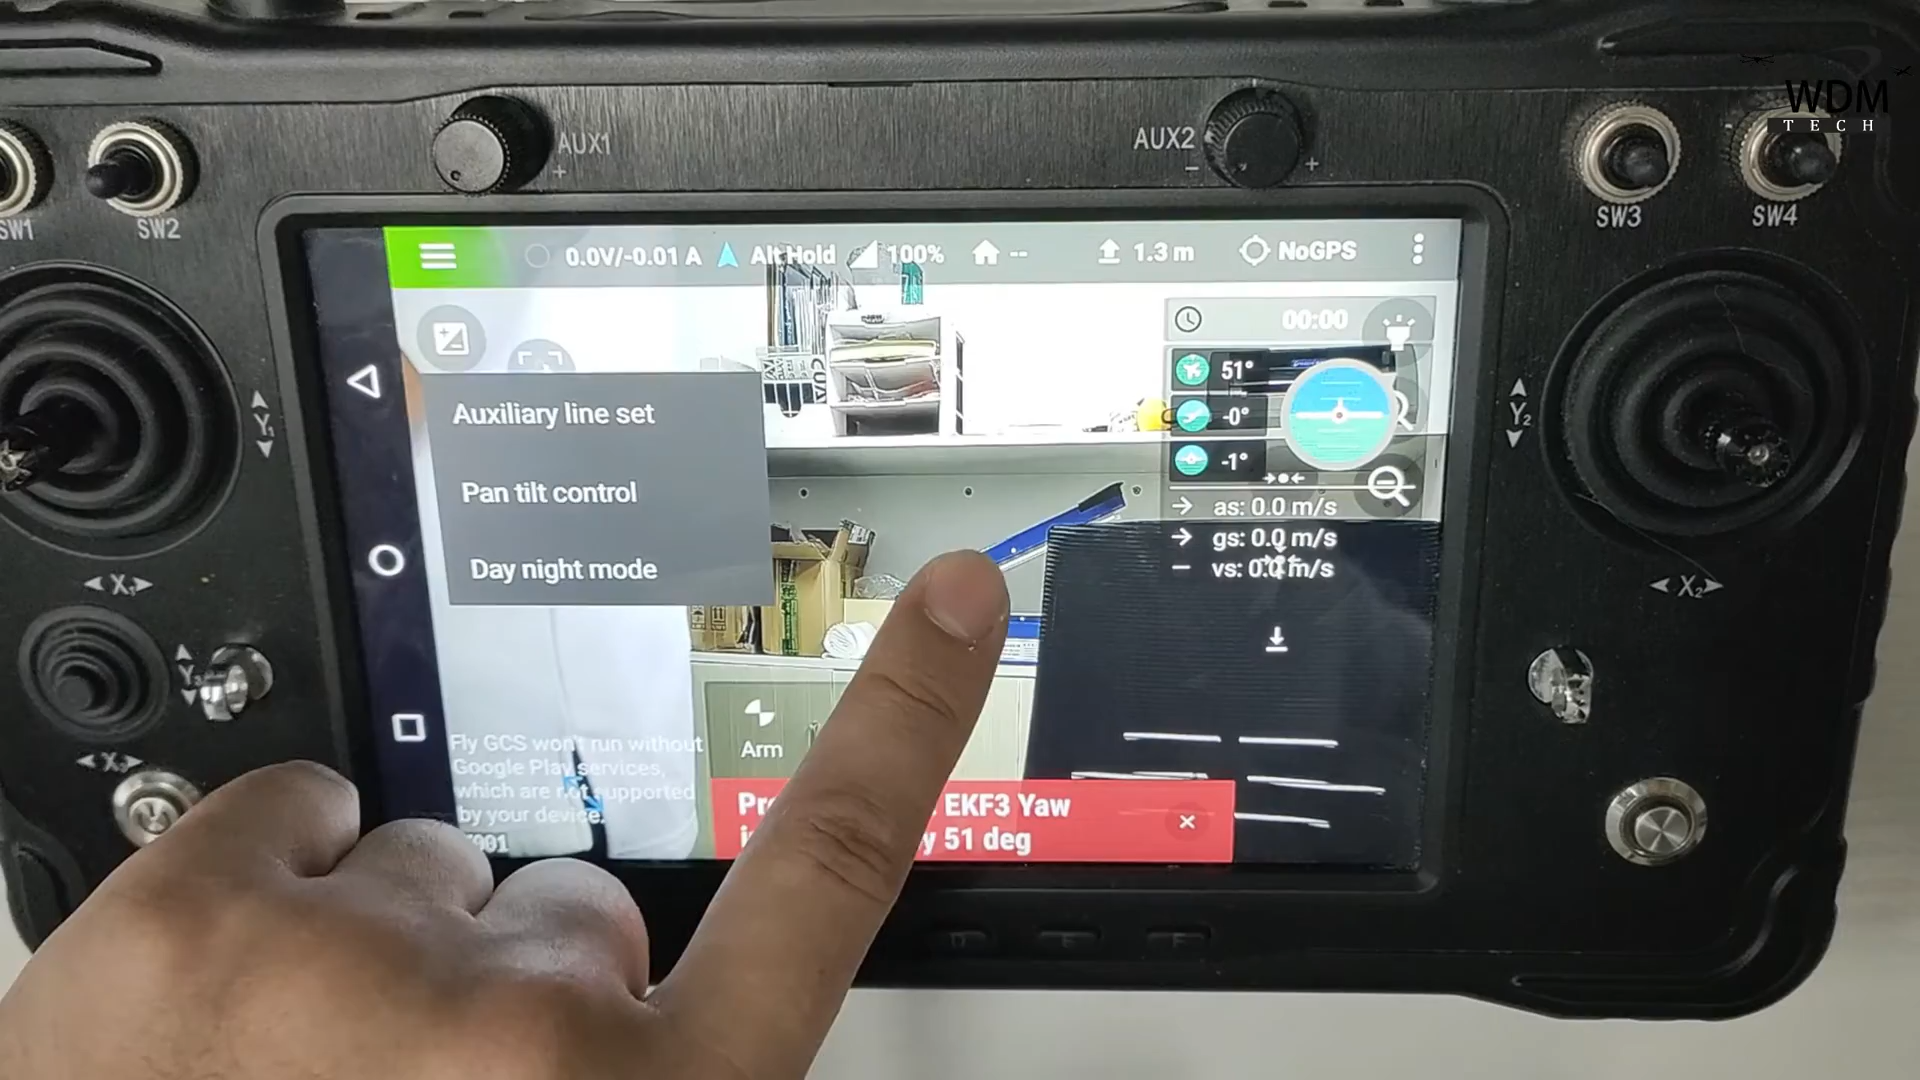 WDM
TECH
AUX1
+
AUX2
− +
SW1
SW2
SW3
SW4
0.0V/-0.01 A
Alt Hold
100%
--
1.3 m
NoGPS
00:00
51°
-0°
-1°
as: 0.0 m/s
gs: 0.0 m/s
vs: 0.0 m/s
Auxiliary line set
Pan tilt control
Day night mode
Y1
X1
Y2
X2
Y3
X3
Arm
Fly GCS won't run without
Google Play services,
which are not supported
by your device.
EKF3 Yaw
51 deg